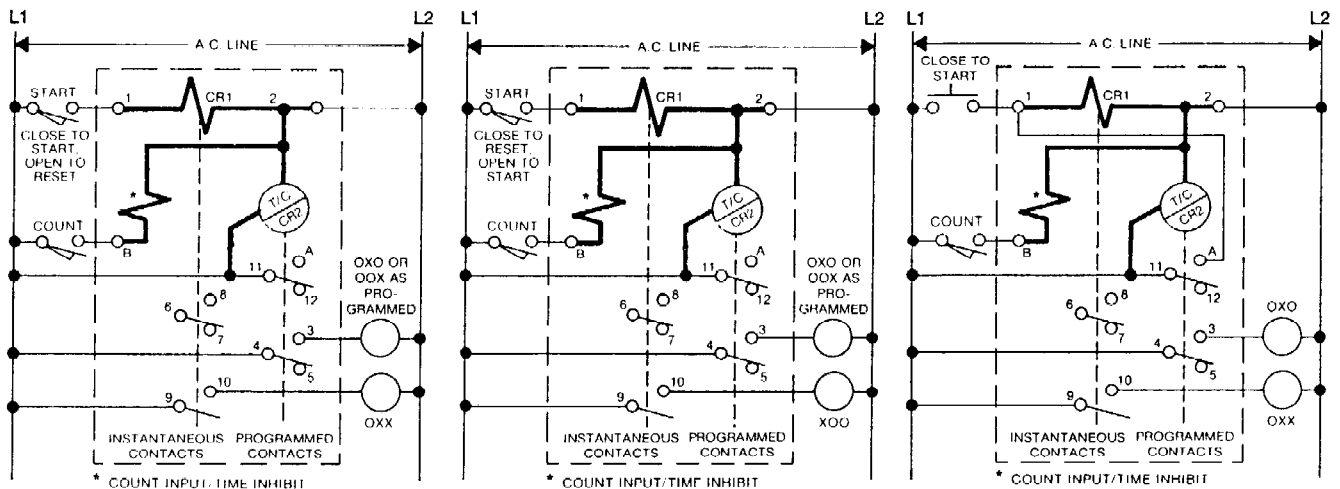 L1
L2
A.C. LINE
START
1
CR1
2
CLOSE TO
START,
OPEN TO
RESET
*
T/C
CR2
COUNT
B
A
11
12
OXO OR
OOX AS
PRO-
GRAMMED
8
6
7
3
4
5
10
9
OXX
INSTANTANEOUS
CONTACTS
PROGRAMMED
CONTACTS
* COUNT INPUT/TIME INHIBIT
L1
L2
A.C. LINE
START
1
CR1
2
CLOSE TO
RESET,
OPEN TO
START
*
T/C
CR2
COUNT
B
A
11
12
OXO OR
OOX AS
PRO-
GRAMMED
8
6
7
3
4
5
10
9
XOO
INSTANTANEOUS
CONTACTS
PROGRAMMED
CONTACTS
* COUNT INPUT/TIME INHIBIT
L1
L2
A.C. LINE
CLOSE TO
START
1
CR1
2
*
T/C
CR2
COUNT
B
A
11
12
8
6
7
3
OXO
4
5
10
9
OXX
INSTANTANEOUS
CONTACTS
PROGRAMMED
CONTACTS
* COUNT INPUT/TIME INHIBIT